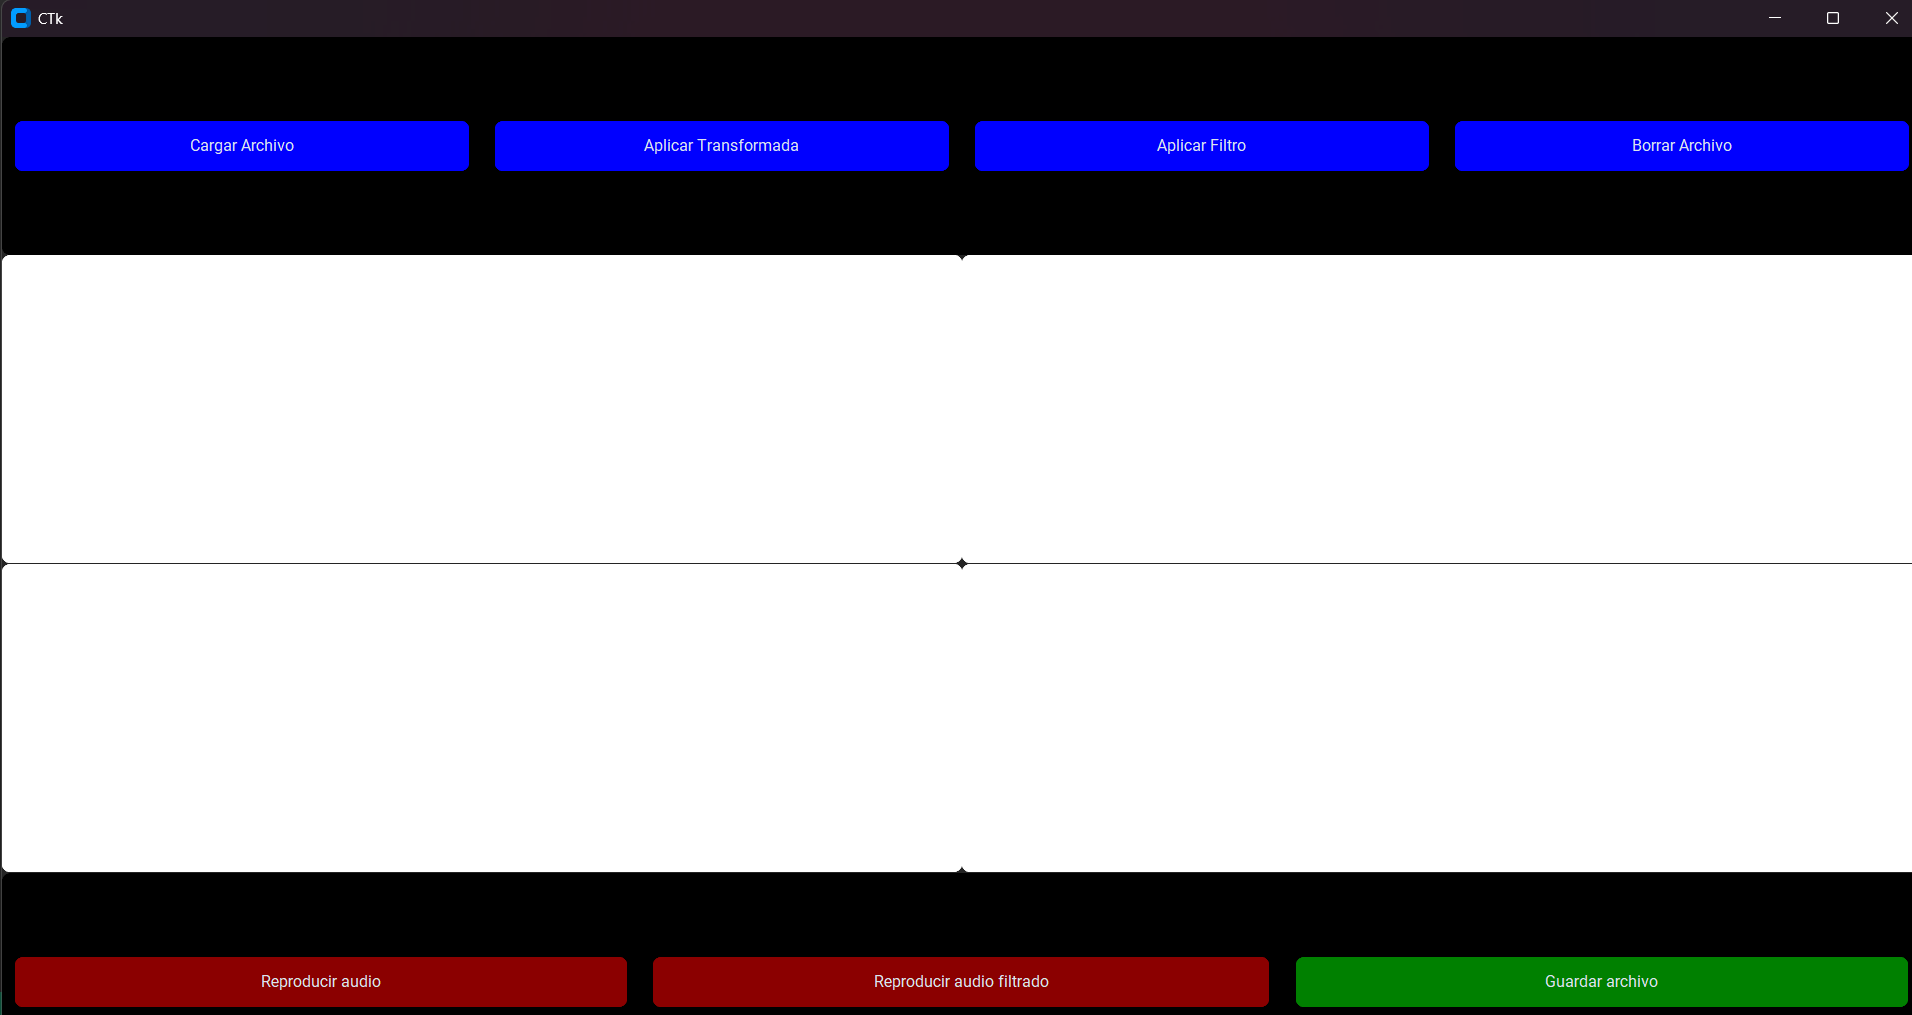 CTk
Cargar Archivo
Aplicar Transformada
Aplicar Filtro
Borrar Archivo
Reproducir audio
Reproducir audio filtrado
Guardar archivo